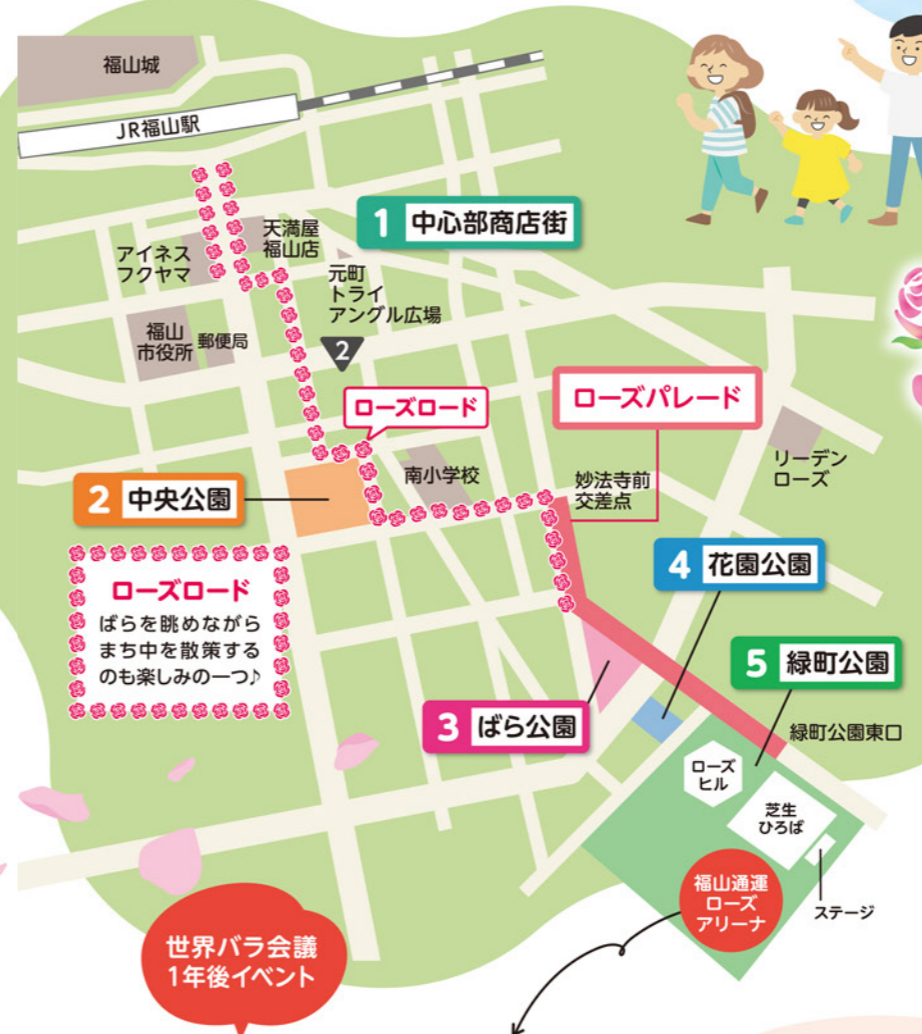 福山城
JR福山駅
1 中心部商店街
天満屋
福山店
アイネス
フクヤマ
元町
トライ
アングル広場
福山
市役所
郵便局
2
ローズロード
ローズパレード
南小学校
妙法寺前
交差点
リーデン
ローズ
2 中央公園
4 花園公園
ローズロード
ばらを眺めながら
まち中を散策する
のも楽しみの一つ♪
5 緑町公園
3 ばら公園
緑町公園東口
ローズ
ヒル
芝生
ひろば
福山通運
ローズ
アリーナ
ステージ
世界バラ会議
1年後イベント